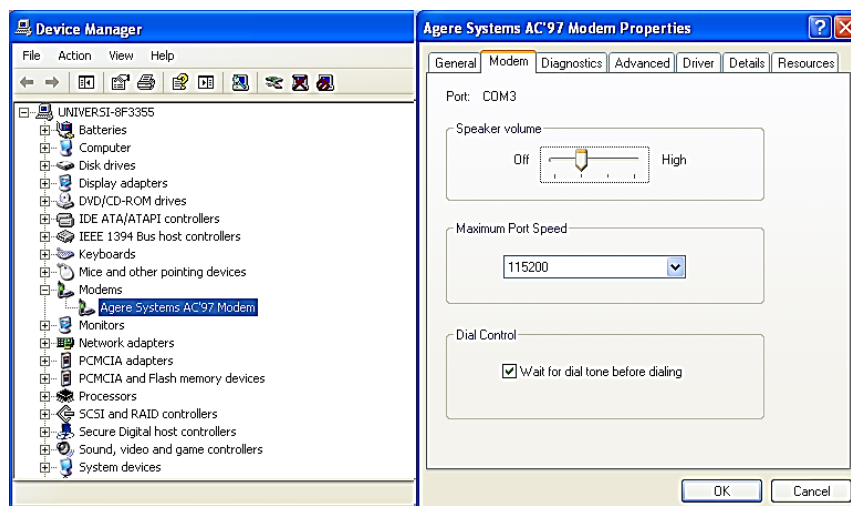 Device Manager
File Action View Help
UNIVERSI-8F3355
Batteries
Computer
Disk drives
Display adapters
DVD/CD-ROM drives
IDE ATA/ATAPI controllers
IEEE 1394 Bus host controllers
Keyboards
Mice and other pointing devices
Modems
Agere Systems AC'97 Modem
Monitors
Network adapters
PCMCIA adapters
PCMCIA and Flash memory devices
Processors
SCSI and RAID controllers
Secure Digital host controllers
Sound, video and game controllers
System devices
Agere Systems AC'97 Modem Properties
General Modem Diagnostics Advanced Driver Details Resources
Port: COM3
Speaker volume
Off High
Maximum Port Speed
115200
Dial Control
Wait for dial tone before dialing
OK Cancel